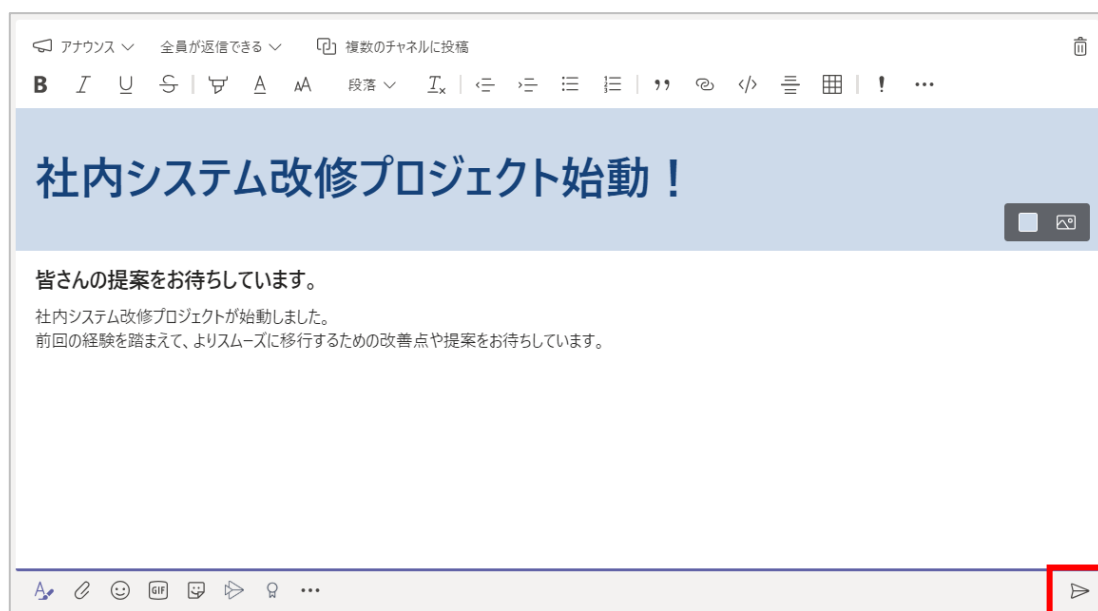 アナウンス 全員が返信できる 複数のチャネルに投稿
B I U S A AA 段落 Tx
社内システム改修プロジェクト始動！
皆さんの提案をお待ちしています。
社内システム改修プロジェクトが始動しました。
前回の経験を踏まえて、よりスムーズに移行するための改善点や提案をお待ちしています。
GIF